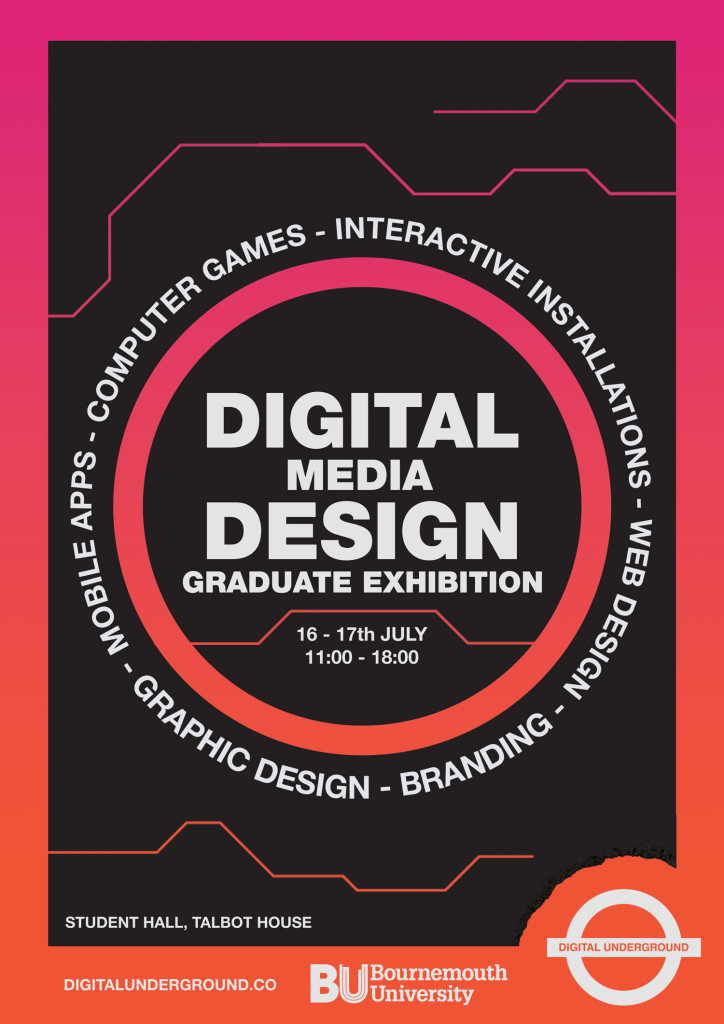 COMPUTER GAMES - INTERACTIVE INSTALLATIONS - WEB DESIGN - BRANDING - GRAPHIC DESIGN - MOBILE APPS -
DIGITAL
MEDIA
DESIGN
GRADUATE EXHIBITION
16 - 17th JULY
11:00 - 18:00
STUDENT HALL, TALBOT HOUSE
DIGITAL UNDERGROUND
DIGITALUNDERGROUND.CO
BU Bournemouth
University